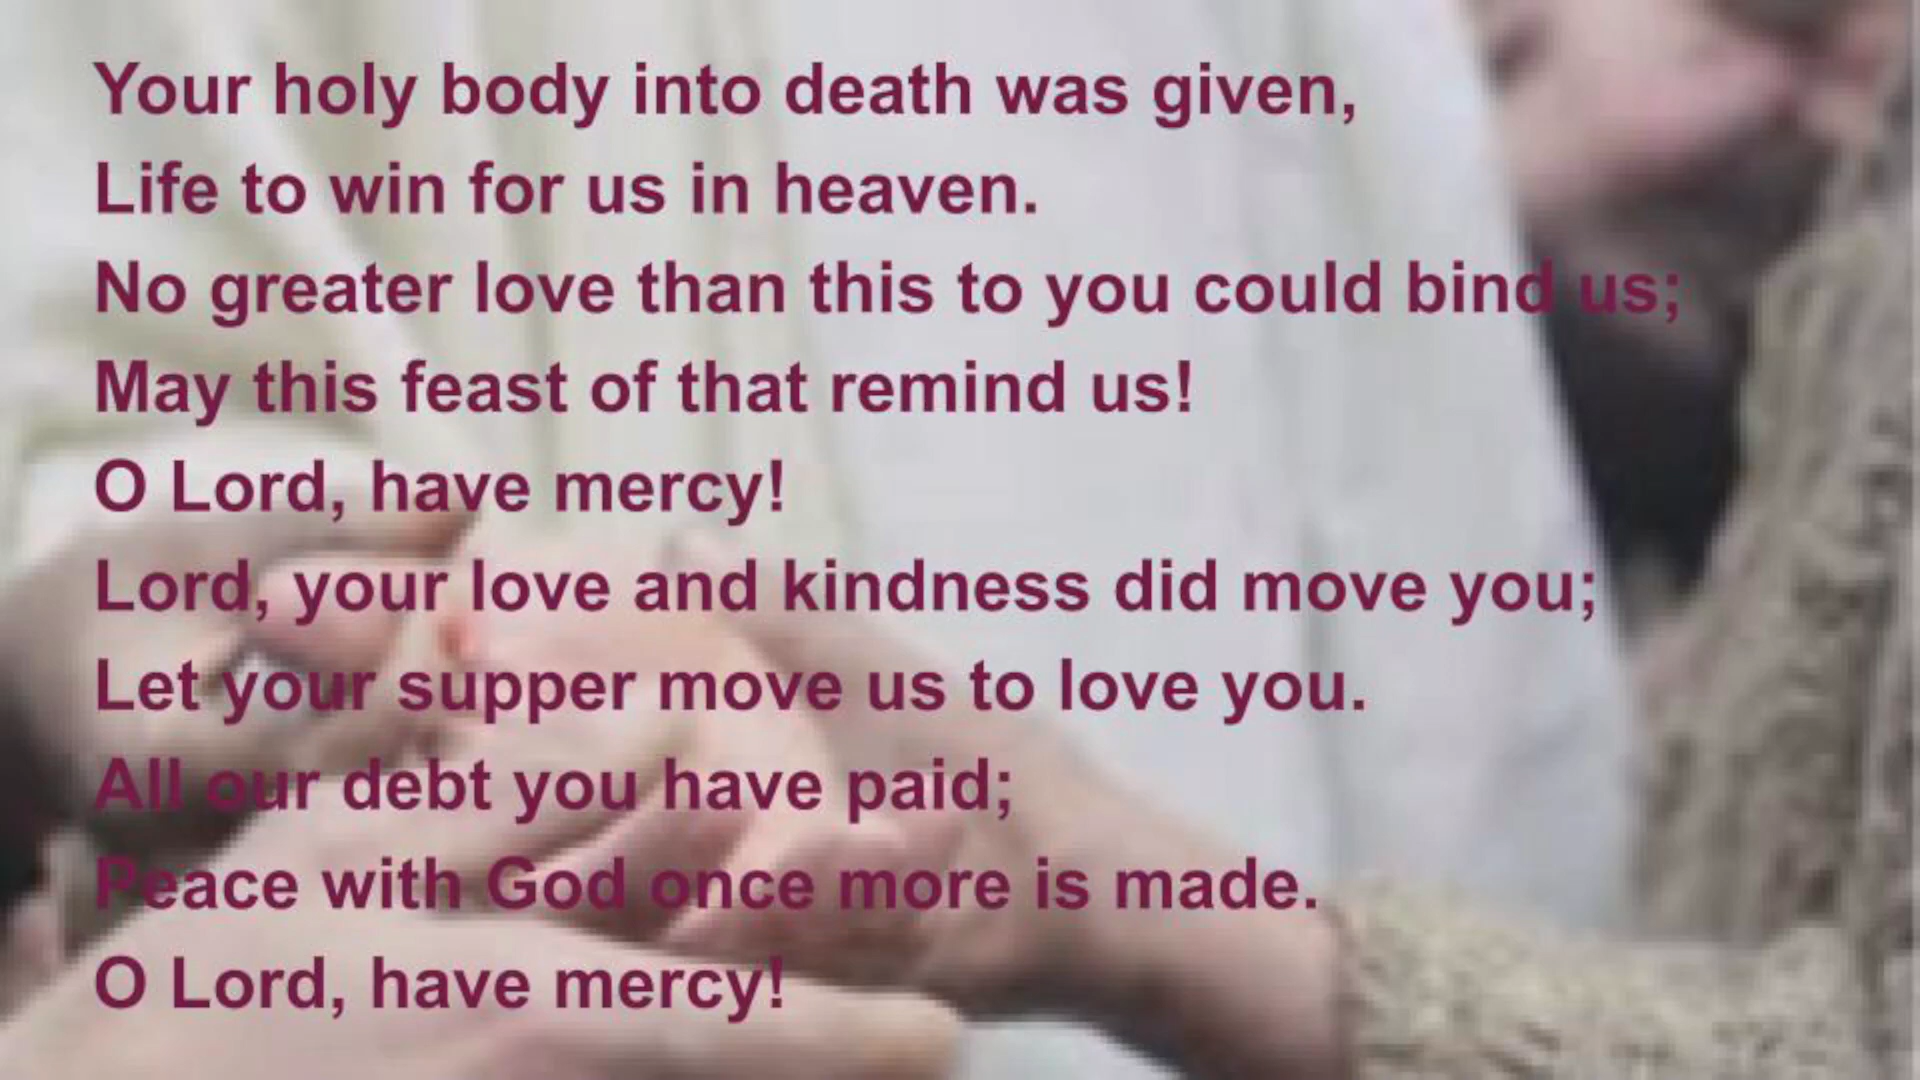 Your holy body into death was given,
Life to win for us in heaven.
No greater love than this to you could bind us;
May this feast of that remind us!
O Lord, have mercy!
Lord, your love and kindness did move you;
Let your supper move us to love you.
All our debt you have paid;
Peace with God once more is made.
O Lord, have mercy!